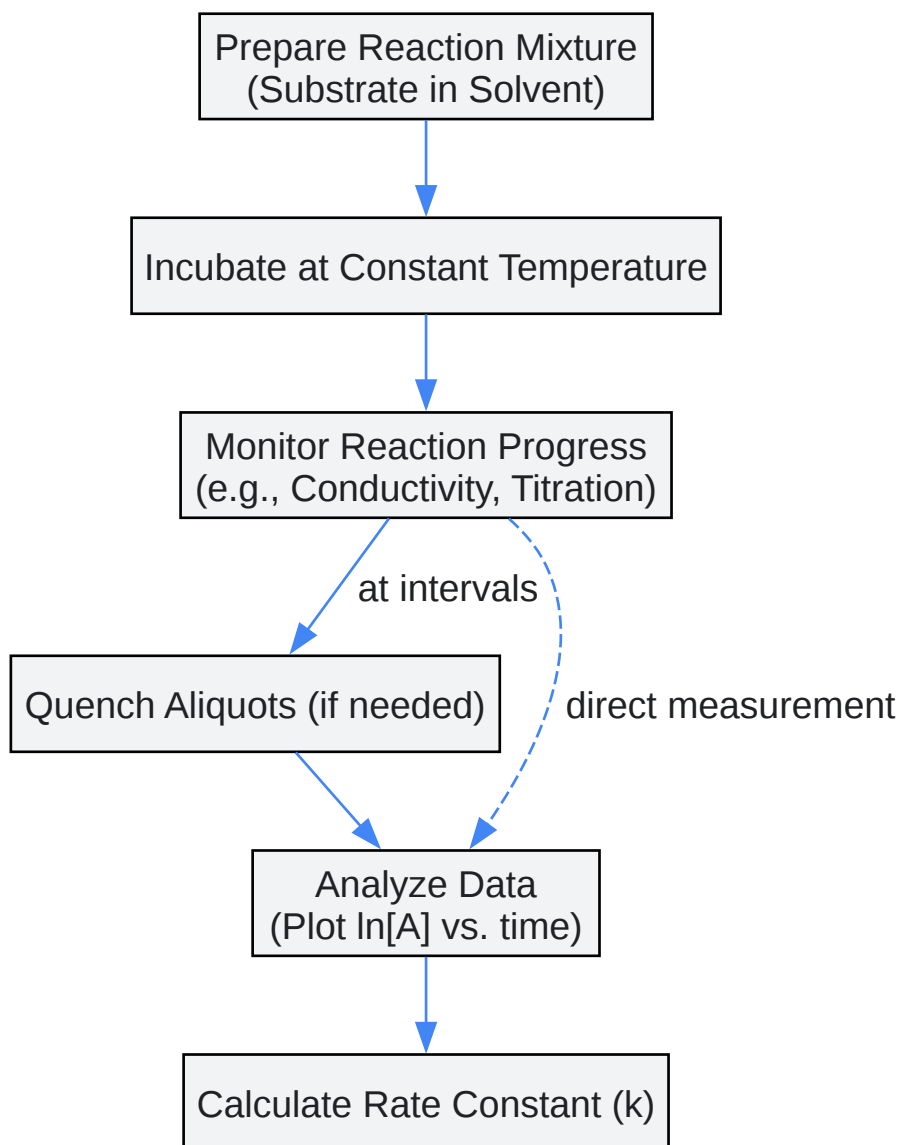 Prepare Reaction Mixture
(Substrate in Solvent)
Incubate at Constant Temperature
Monitor Reaction Progress
(e.g., Conductivity, Titration)
at intervals
Quench Aliquots (if needed)
direct measurement
Analyze Data
(Plot ln[A] vs. time)
Calculate Rate Constant (k)